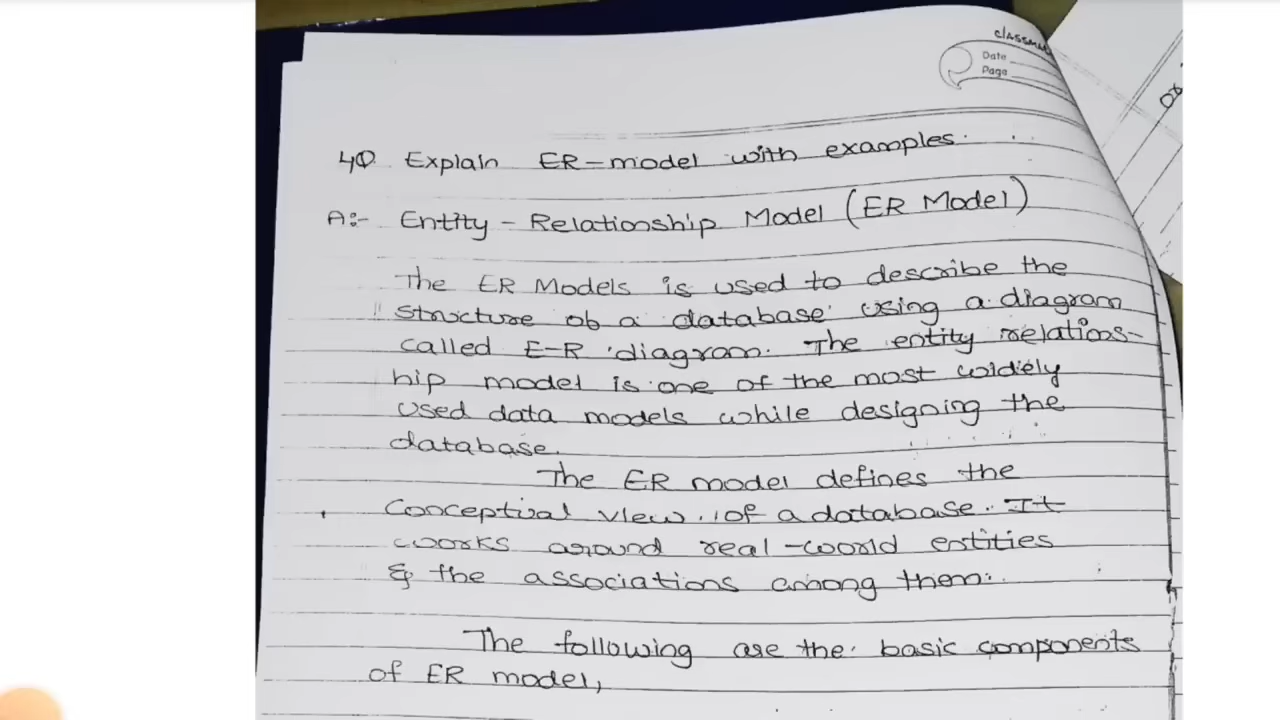 classma
Date
Page
4Q Explain ER-model with examples.
A:- Entity - Relationship Model (ER Model)
The ER Models is used to describe the
structure of a database using a diagram
called E-R diagram. The entity relations-
hip model is one of the most widely
used data models while designing the
database.
The ER model defines the
Conceptual view of a database. It
works around real-world entities
& the associations among them.
The following are the basic components
of ER model,